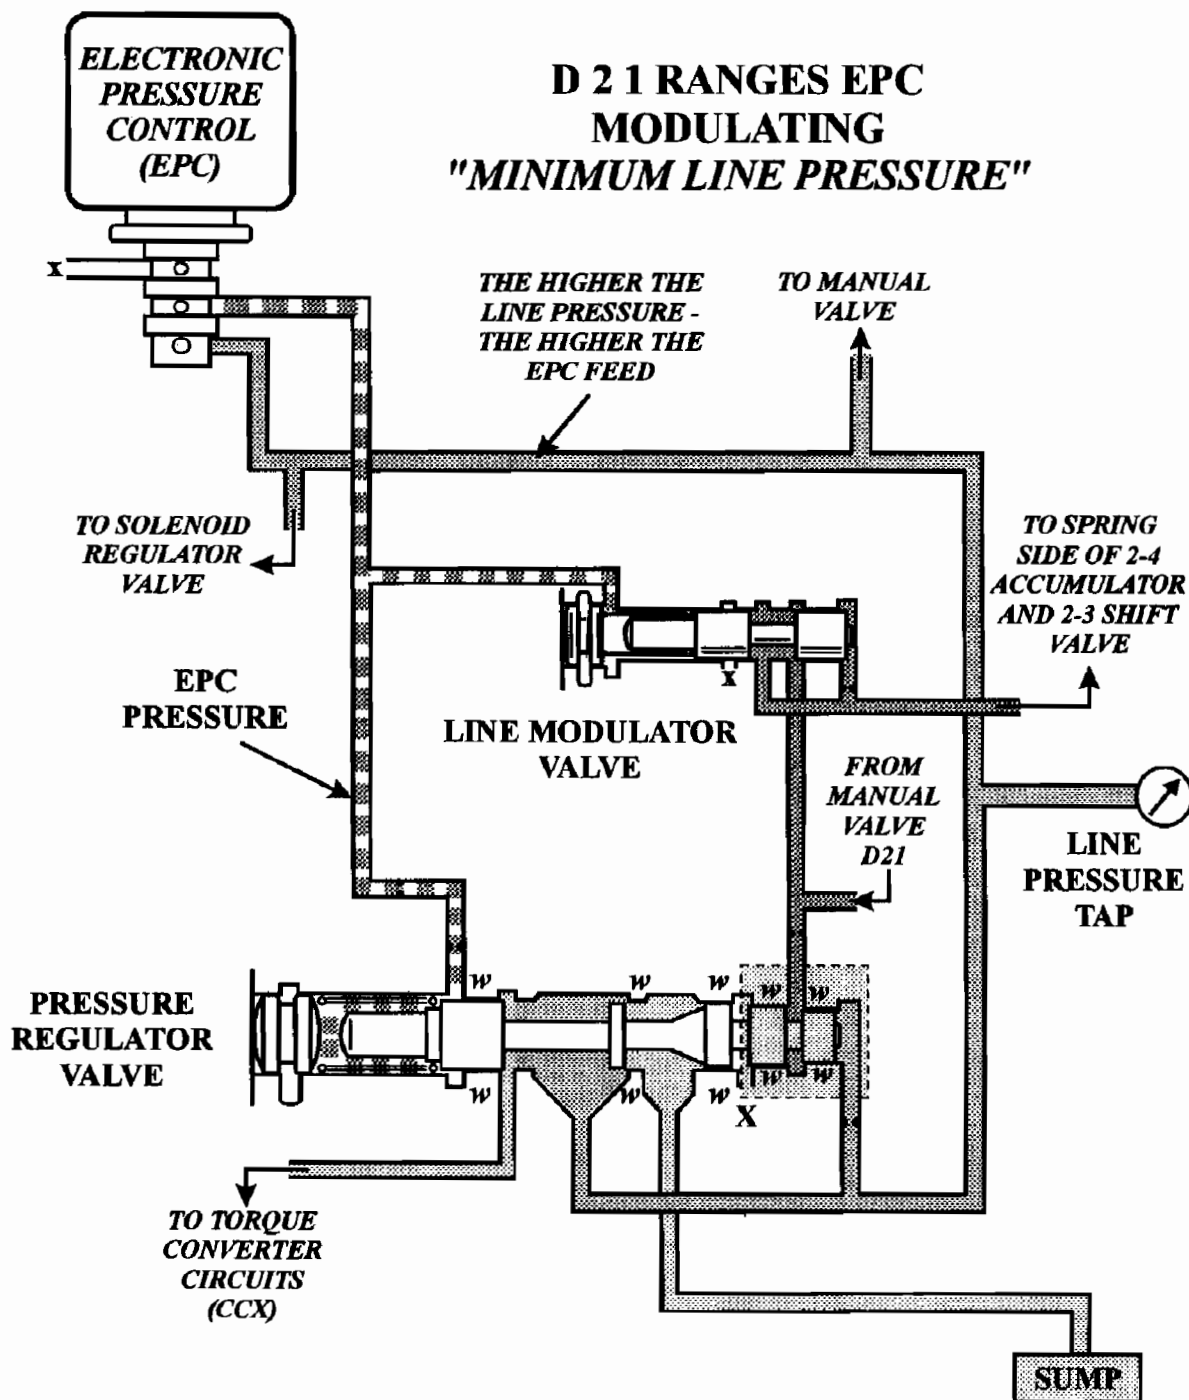 ELECTRONIC
PRESSURE
CONTROL
(EPC)
D 2 1 RANGES EPC
MODULATING
"MINIMUM LINE PRESSURE"
x
THE HIGHER THE
LINE PRESSURE -
THE HIGHER THE
EPC FEED
TO MANUAL
VALVE
TO SOLENOID
REGULATOR
VALVE
TO SPRING
SIDE OF 2-4
ACCUMULATOR
AND 2-3 SHIFT
VALVE
x
EPC
PRESSURE
LINE MODULATOR
VALVE
FROM
MANUAL
VALVE
D21
LINE
PRESSURE
TAP
PRESSURE
REGULATOR
VALVE
w w w w w
w w w w w
X
TO TORQUE
CONVERTER
CIRCUITS
(CCX)
SUMP